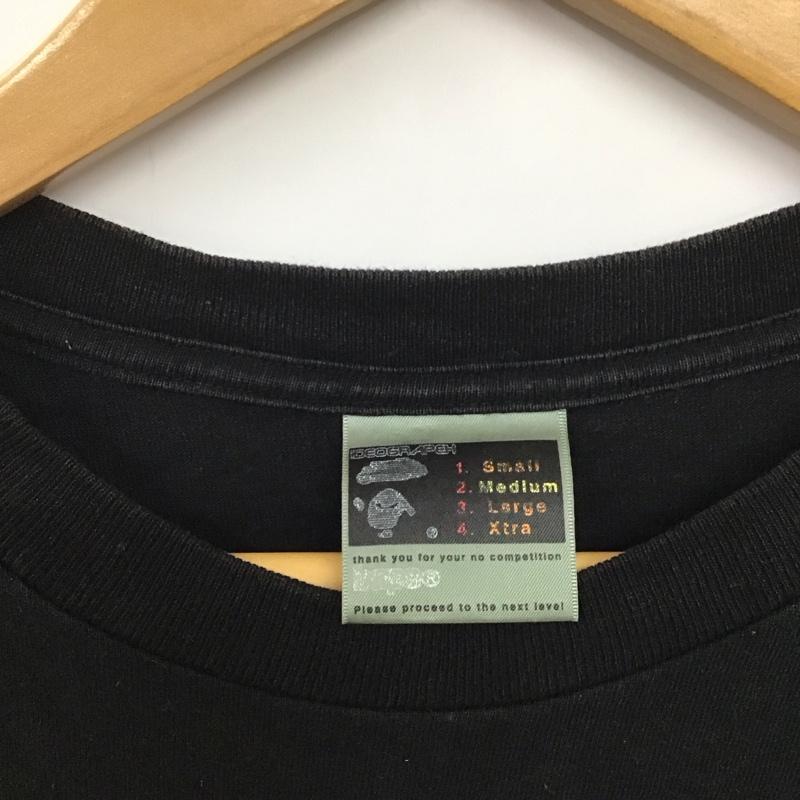 IDEOGRAPEH
1. Small
2. Medium
3. Large
4. Xtra
thank you for your no competition
Please proceed to the next level